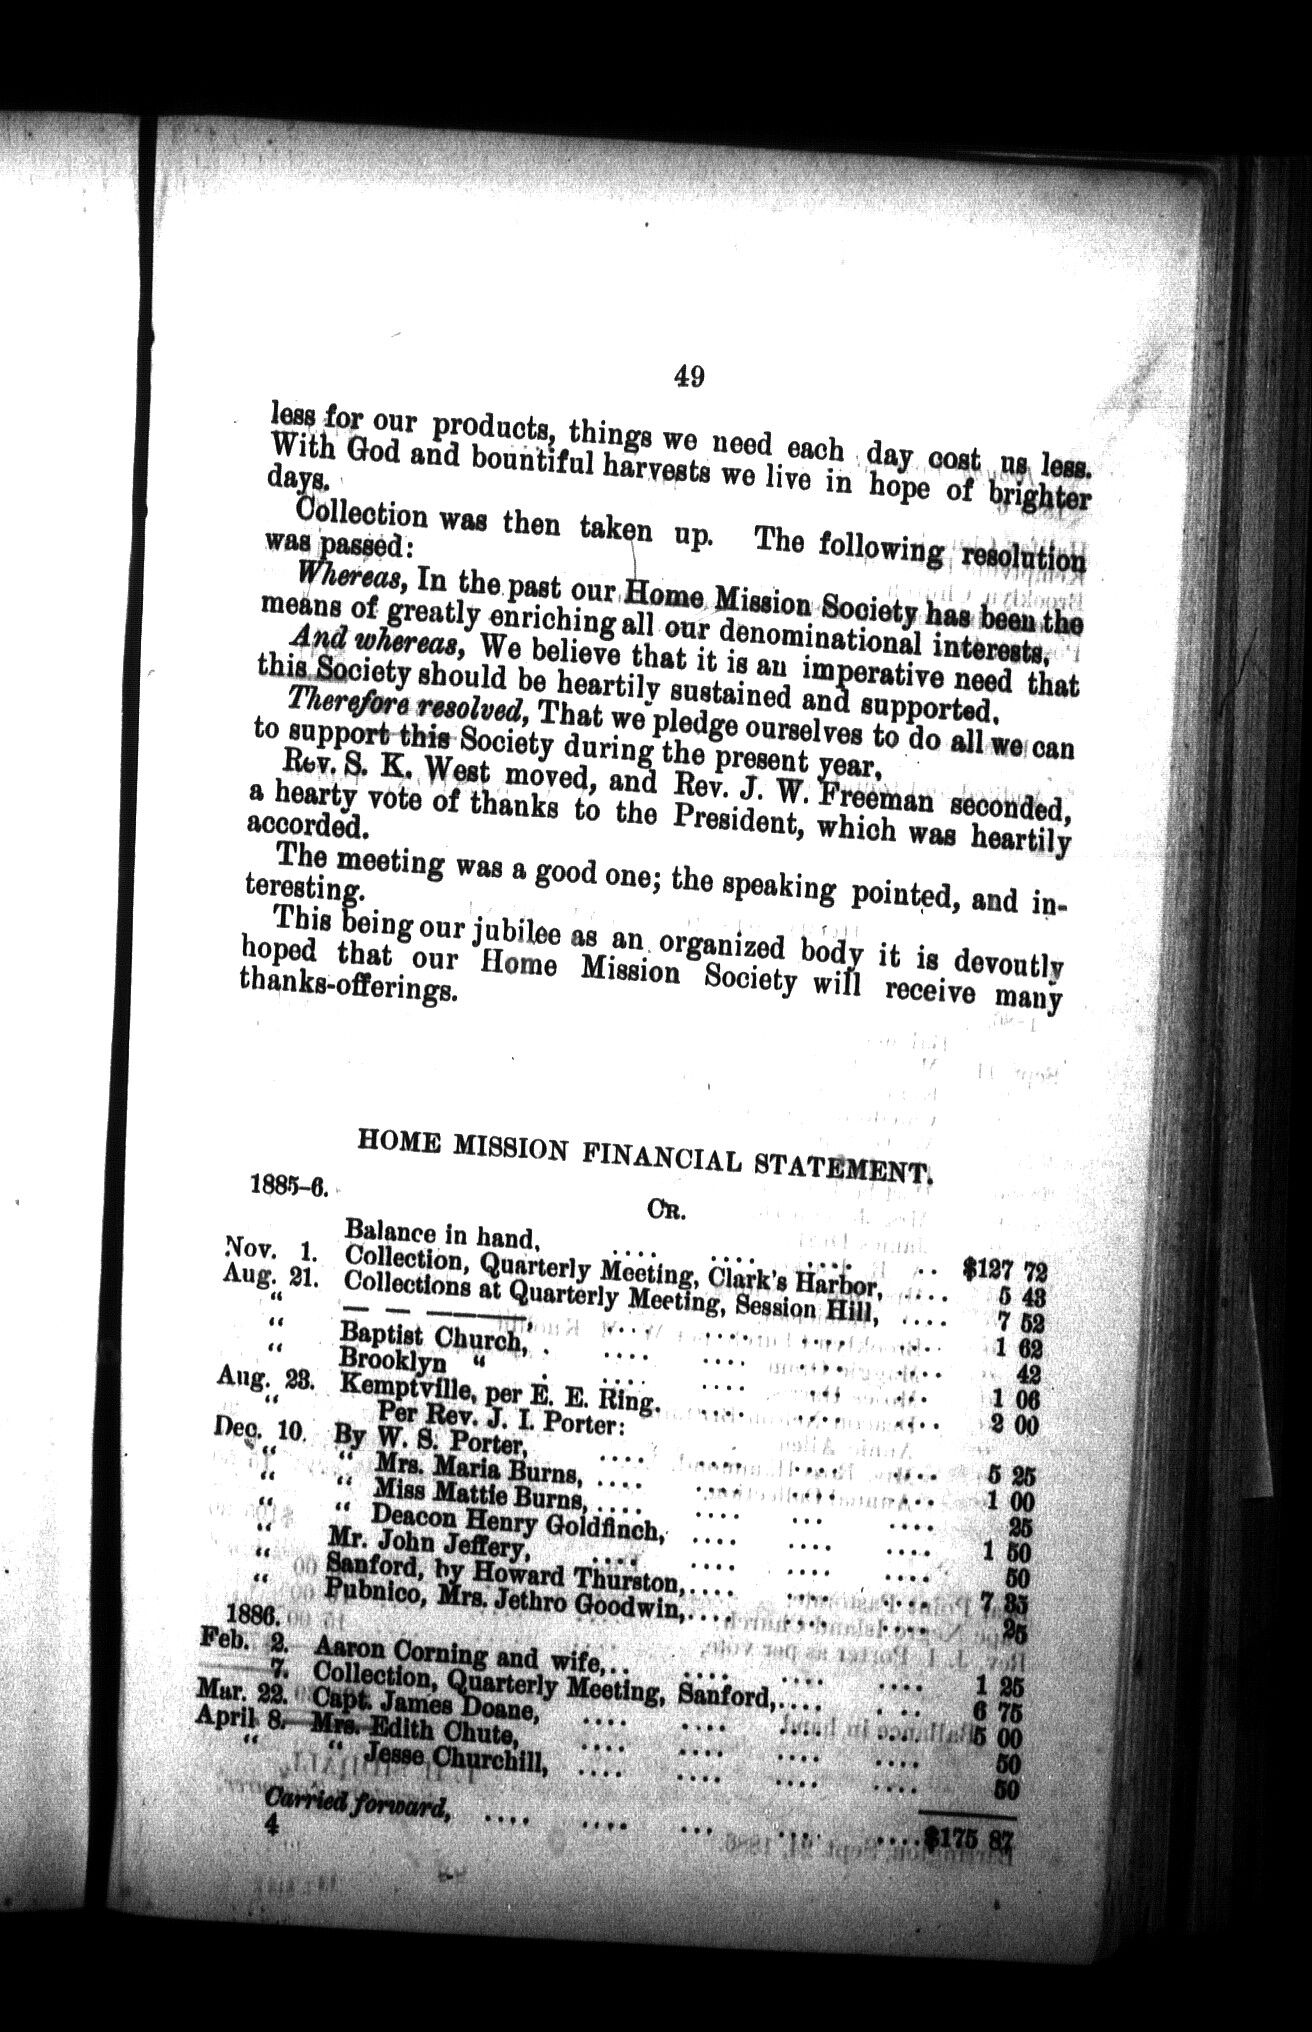 49
less for our products, things we need each day cost us less.
With God and bountiful harvests we live in hope of brighter
days.
Collection was then taken up. The following resolution
was passed:
Whereas, In the past our Home Mission Society has been the
means of greatly enriching all our denominational interests.
And whereas, We believe that it is an imperative need that
this Society should be heartily sustained and supported.
Therefore resolved, That we pledge ourselves to do all we can
to support this Society during the present year.
Rev. S. K. West moved, and Rev. J. W. Freeman seconded,
a hearty vote of thanks to the President, which was heartily
accorded.
The meeting was a good one; the speaking pointed, and in-
teresting.
This being our jubilee as an organized body it is devoutly
hoped that our Home Mission Society will receive many
thanks-offerings.
HOME MISSION FINANCIAL STATEMENT.
1885-6.
CR.
Balance in hand, .... .... .... .. $127 72
Nov. 1. Collection, Quarterly Meeting, Clark's Harbor, .... 5 43
Aug. 21. Collections at Quarterly Meeting, Session Hill, .... 7 52
" — — ———, .... .... .... .... 1 62
" Baptist Church, . .... .... .... .... 42
" Brooklyn " . .... .... .... .... 1 06
Aug. 23. Kemptville, per E. E. Ring. .... .... 2 00
" Per Rev. J. I. Porter:
Dec. 10. By W. S. Porter, .... .... .... .... 5 25
" " Mrs. Maria Burns, .... .... .... .... 1 00
" " Miss Mattie Burns, .... .... ... .... 25
" " Deacon Henry Goldfinch, .... .... .... 1 50
" Mr. John Jeffery, .... .... .... .... 50
" Sanford, by Howard Thurston, .... .... .... 7 35
" Pubnico, Mrs. Jethro Goodwin, .... .... .... 25
1886.
Feb. 2. Aaron Corning and wife, .. .... .... .... 1 25
7. Collection, Quarterly Meeting, Sanford, .... . .. 6 75
Mar. 22. Capt. James Doane, .... .... .... .... 5 00
April 8. Mrs. Edith Chute, .... .... .... .... 50
" " Jesse Churchill, .... .... .... .... 50
Carried forward, .... .... ... .... .... $175 87
4